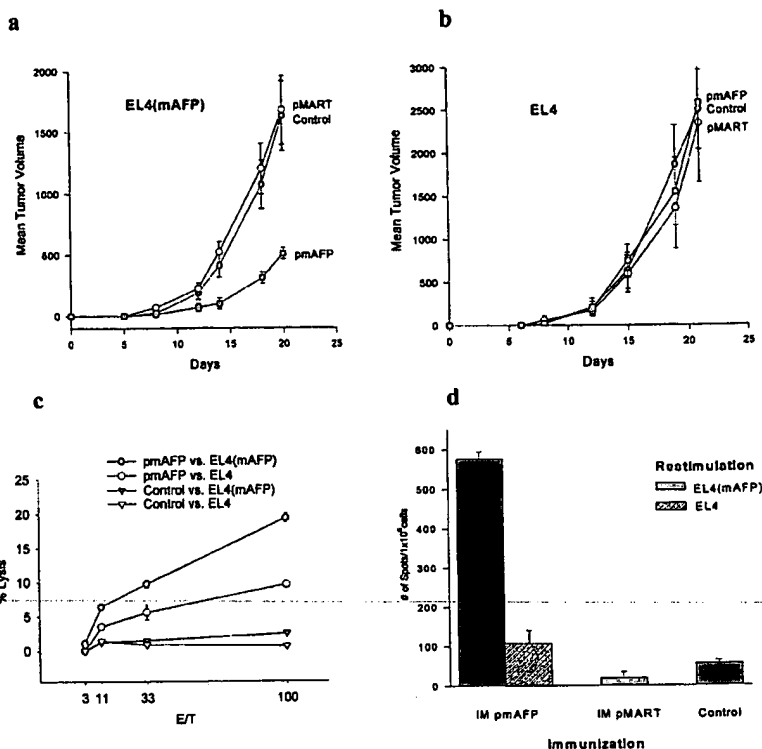 a
EL4(mAFP)
pMART
Control
pmAFP
Mean Tumor Volume
2000
1500
1000
500
0
0 5 10 15 20 25
Days
b
EL4
pmAFP
Control
pMART
Mean Tumor Volume
3000
2500
2000
1500
1000
500
0
0 5 10 15 20 25
Days
c
pmAFP vs. EL4(mAFP)
pmAFP vs. EL4
Control vs. EL4(mAFP)
Control vs. EL4
% Lysis
25
20
15
10
5
0
3 11 33 100
E/T
d
Restimulation
EL4(mAFP)
EL4
# of Spots/1x10⁶ cells
600
500
400
300
200
100
0
IM pmAFP IM pMART Control
Immunization